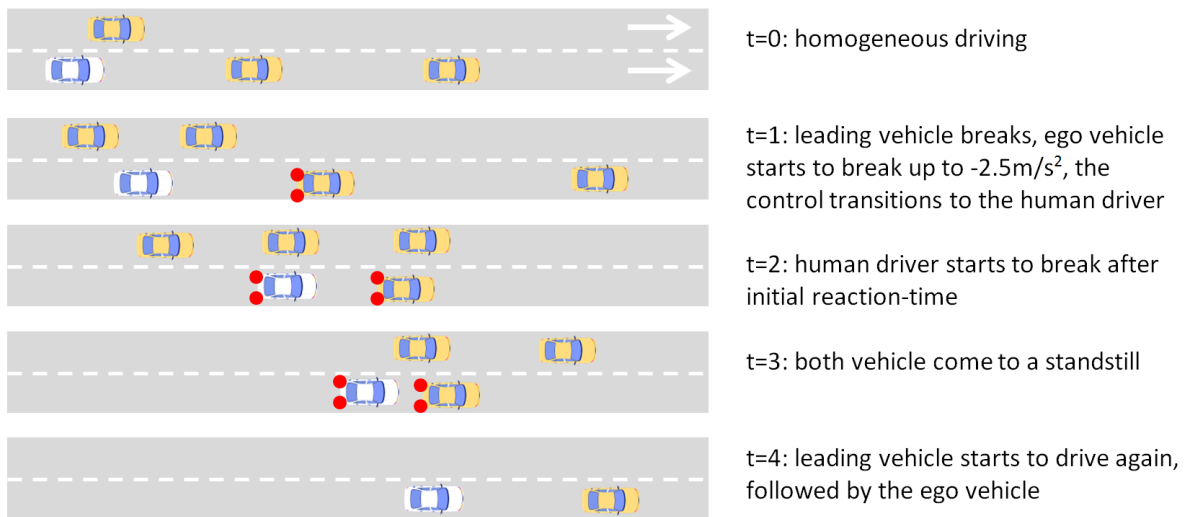 t=0: homogeneous driving
t=1: leading vehicle breaks, ego vehicle
starts to break up to -2.5m/s², the
control transitions to the human driver
t=2: human driver starts to break after
initial reaction-time
t=3: both vehicle come to a standstill
t=4: leading vehicle starts to drive again,
followed by the ego vehicle